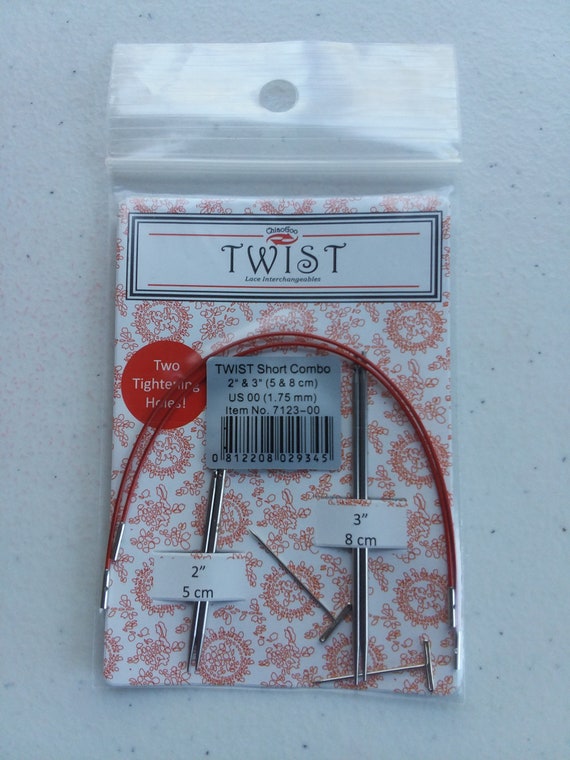 ChiaoGoo
TWIST
Lace Interchangeables
Two
Tightening
Holes!
TWIST Short Combo
2" & 3" (5 & 8 cm)
US 00 (1.75 mm)
Item No. 7123-00
0 812208 029345
3"
8 cm
2"
5 cm